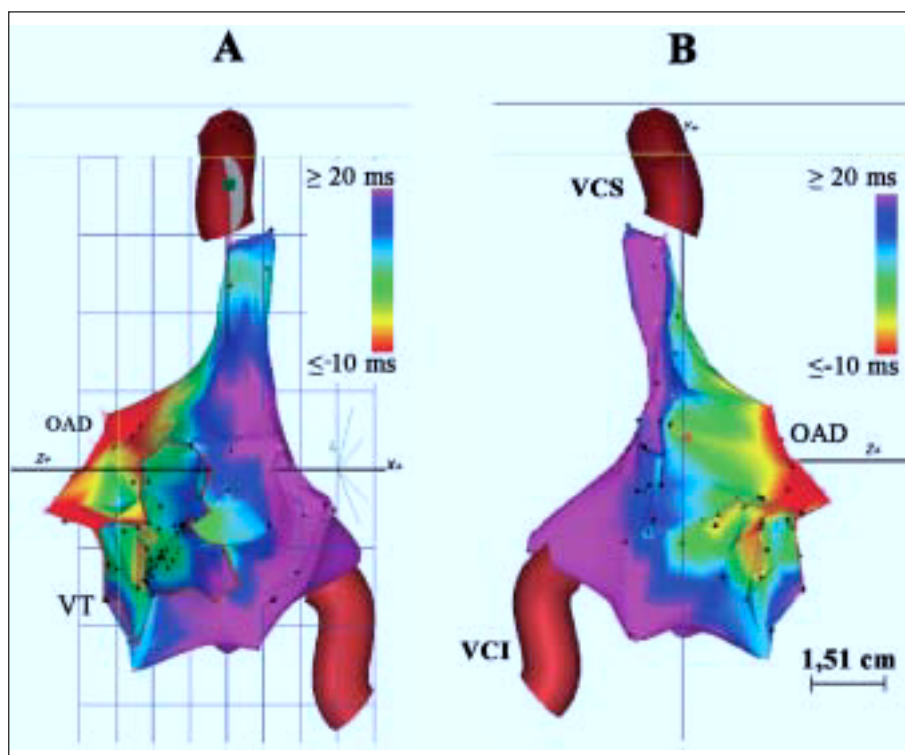 A
B
≥ 20 ms
≤-10 ms
OAD
Z+
VT
Y+
VCS
≥ 20 ms
≤-10 ms
OAD
Z+
VCI
1,51 cm